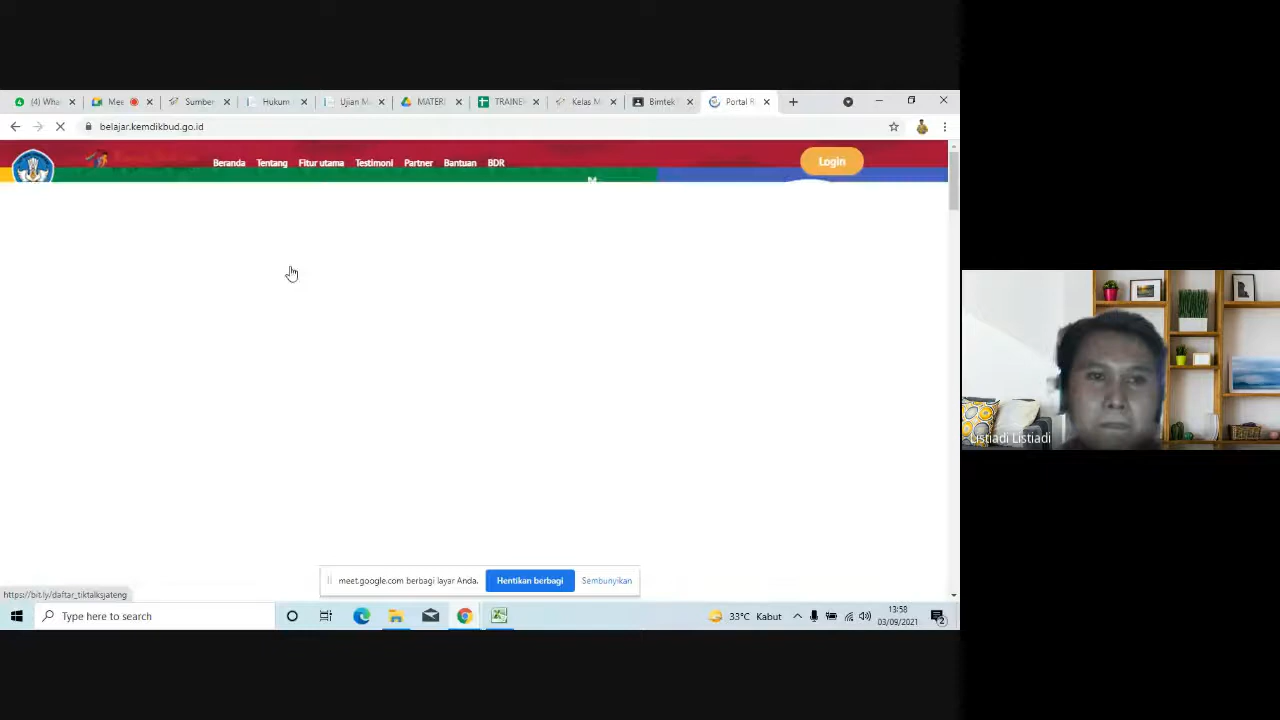 (4) Wha
Mee
Sumber
Hukum
Ujian M
MATERI
TRAINE
Kelas M
Bimtek
Portal R
belajar.kemdikbud.go.id
Beranda
Tentang
Fitur utama
Testimoni
Partner
Bantuan
BDR
Login
Listiadi Listiadi
meet.google.com berbagi layar Anda.
Hentikan berbagi
Sembunyikan
https://bit.ly/daftar_tiktalksjateng
Type here to search
33°C Kabut
13:58
03/09/2021
2